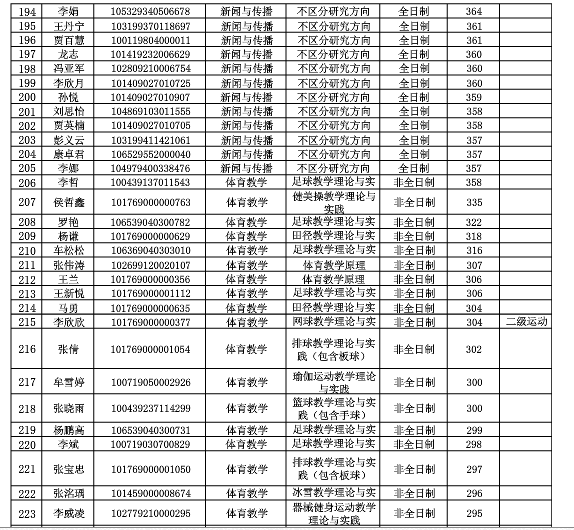 194 李娟 105329340506678 新闻与传播 不区分研究方向 全日制 364
195 王丹宁 103199370118697 新闻与传播 不区分研究方向 全日制 361
196 贾百慧 100119804000011 新闻与传播 不区分研究方向 全日制 361
197 龙志 101419232006629 新闻与传播 不区分研究方向 全日制 360
198 冯亚军 102809210006754 新闻与传播 不区分研究方向 全日制 360
199 李欣月 101409027010725 新闻与传播 不区分研究方向 全日制 360
200 孙悦 101409027010907 新闻与传播 不区分研究方向 全日制 359
201 刘思怡 104869103011555 新闻与传播 不区分研究方向 全日制 358
202 贾英楠 101409027010705 新闻与传播 不区分研究方向 全日制 358
203 彭义云 103199411421061 新闻与传播 不区分研究方向 全日制 357
204 康卓君 106529552000040 新闻与传播 不区分研究方向 全日制 357
205 李娜 104979400338476 新闻与传播 不区分研究方向 全日制 357
206 李哲 100439137011543 体育教学 足球教学理论与实 非全日制 358
207 侯哲鑫 101769000000763 体育教学 健美操教学理论与 非全日制 335
实践
208 罗艳 106539040300782 体育教学 足球教学理论与实 非全日制 322
209 杨谦 101769000000629 体育教学 田径教学理论与实 非全日制 318
210 车松松 106369040303010 体育教学 足球教学理论与实 非全日制 316
211 张伟涛 102699120020107 体育教学 体育教学原理 非全日制 307
212 王兰 101769000000356 体育教学 体育教学原理 非全日制 306
213 王新悦 101769000001112 体育教学 足球教学理论与实 非全日制 306
214 马勇 101769000000635 体育教学 田径教学理论与实 非全日制 304
215 李欣欣 101769000000377 体育教学 网球教学理论与实 非全日制 304 二级运动
216 张倩 101769000001054 体育教学 排球教学理论与实 非全日制 302
践（包含板球）
217 牟雪婷 100719050002926 体育教学 瑜伽运动教学理论 非全日制 300
与实践
218 张晓雨 100439237114299 体育教学 篮球教学理论与实 非全日制 300
践（包含手球）
219 杨鹏高 106539040300731 体育教学 足球教学理论与实 非全日制 299
220 李斌 100719030700829 体育教学 足球教学理论与实 非全日制 298
221 张宝忠 101769000001050 体育教学 排球教学理论与实 非全日制 297
践（包含板球）
222 张洺瑀 101459000008674 体育教学 冰雪教学理论与实 非全日制 296
223 李威凌 102779210000295 体育教学 器械健身运动教学 非全日制 295
理论与实践